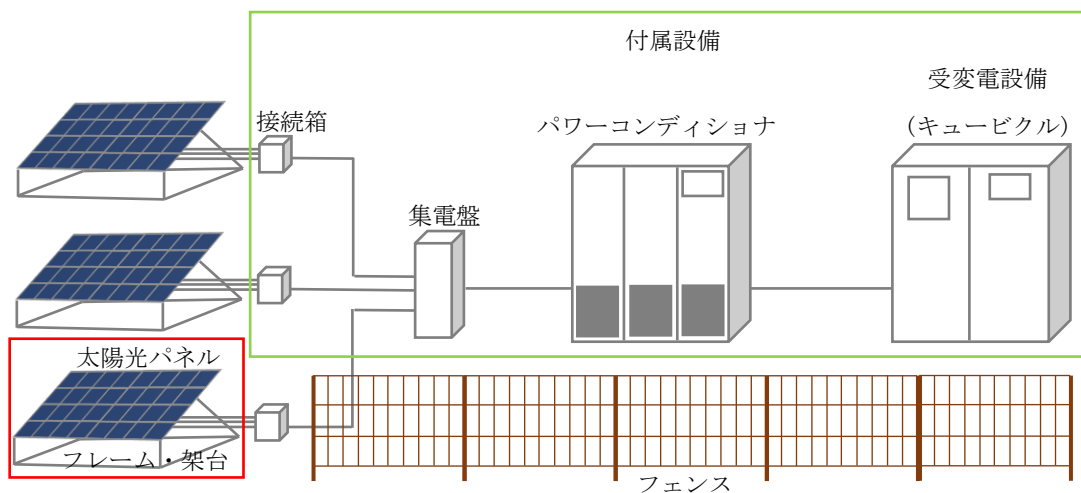 付属設備
受変電設備
(キュービクル)
接続箱
パワーコンディショナ
集電盤
太陽光パネル
フレーム・架台
フェンス